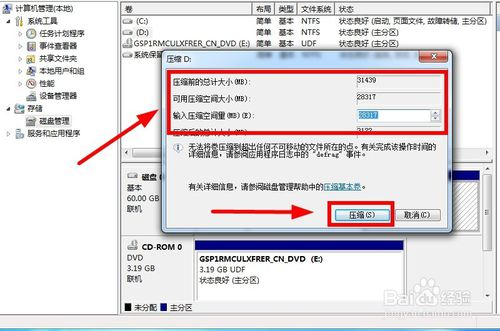 计算机管理(本地)
系统工具
任务计划程序
事件查看器
共享文件夹
本地用户和组
性能
设备管理器
存储
磁盘管理
服务和应用程序
卷 布局 类型 文件系统 状态
(C:) 简单 基本 NTFS 状态良好 (启动, 页面文件, 故障转储, 主分区)
(D:) 简单 基本 NTFS 状态良好 (主分区)
GSP1RMCULXFRER_CN_DVD (E:) 简单 基本 UDF 状态良好 (主分区)
系统保
压缩 D:
压缩前的总计大小(MB): 31439
可用压缩空间大小(MB): 28317
输入压缩空间量(MB)(E): 28317
压缩后的总计大小(MB): 3122
无法将卷压缩到超出任何不可移动的文件所在的点。有关完成该操作时间的
详细信息，请参阅应用程序日志中的“defrag”事件。
有关详细信息，请参阅磁盘管理帮助中的压缩基本卷。
压缩(S) 取消(C)
磁盘
基本
60.00 GB
联机
CD-ROM 0
DVD
3.19 GB
联机
GSP1RMCULXFRER_CN_DVD (E:)
3.19 GB UDF
状态良好 (主分区)
未分配 主分区
Baidu经验
jingyan.baidu.com